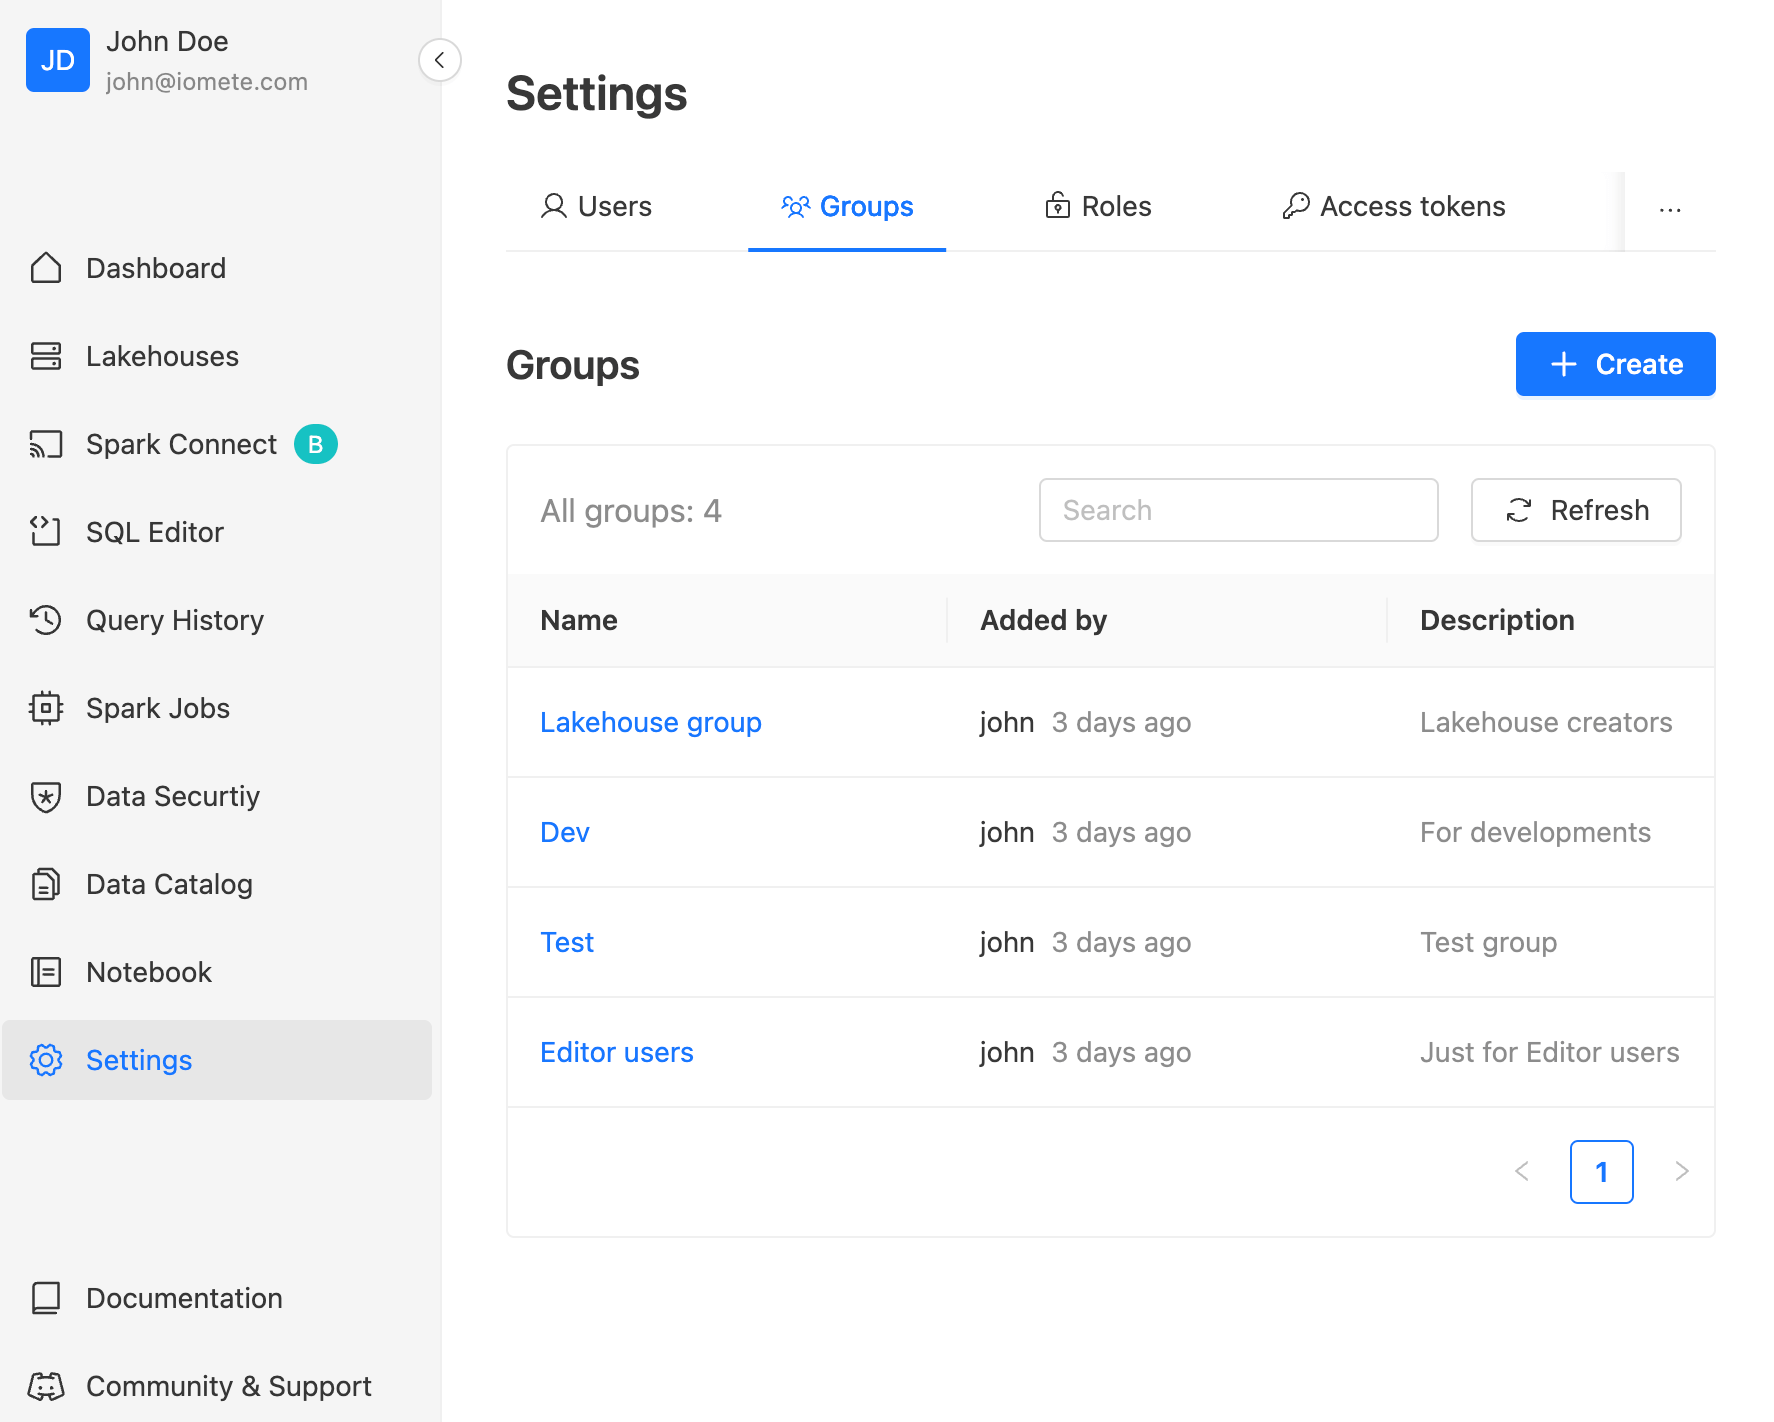 JD
John Doe
john@iomete.com
Dashboard
Lakehouses
Spark Connect B
SQL Editor
Query History
Spark Jobs
Data Securtiy
Data Catalog
Notebook
Settings
Documentation
Community & Support
Settings
Users Groups Roles Access tokens ...
Groups
Create
All groups: 4 Search Refresh
Name Added by Description
Lakehouse group john 3 days ago Lakehouse creators
Dev john 3 days ago For developments
Test john 3 days ago Test group
Editor users john 3 days ago Just for Editor users
1